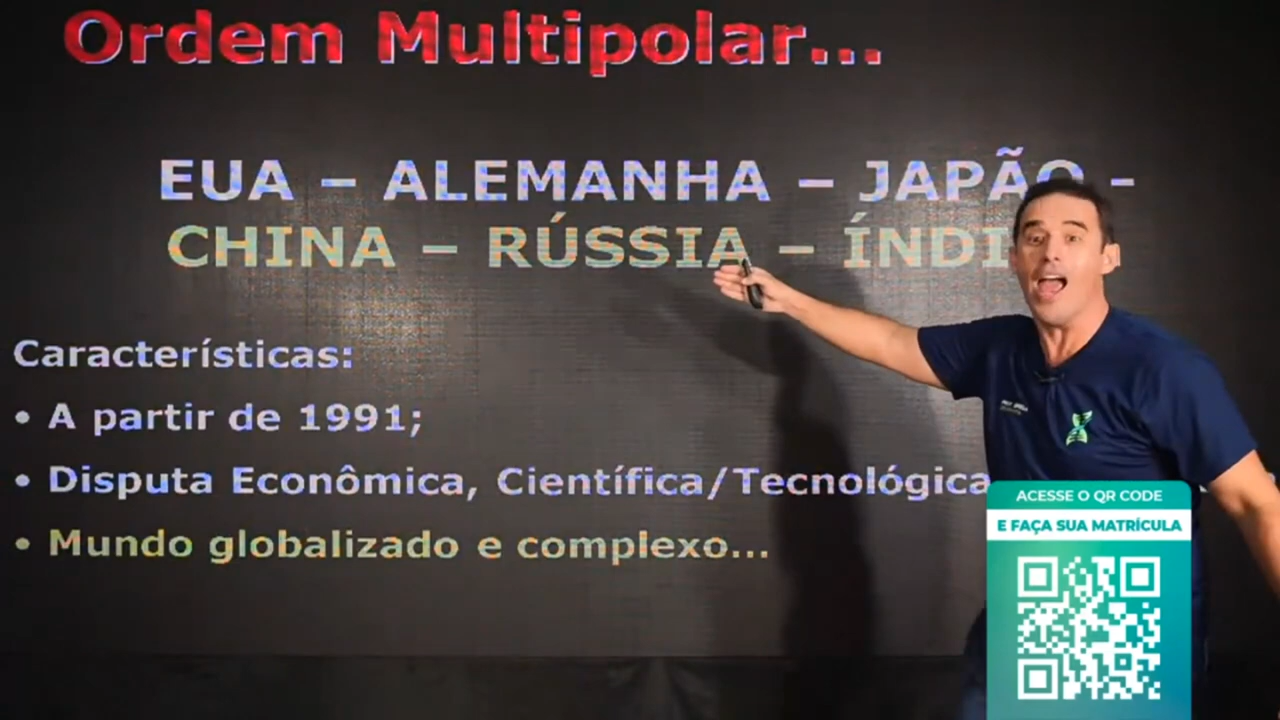 Ordem Multipolar...
EUA – ALEMANHA – JAPÃO -
CHINA – RÚSSIA – ÍNDI
Características:
• A partir de 1991;
• Disputa Econômica, Científica/Tecnológica
• Mundo globalizado e complexo...
ACESSE O QR CODE
E FAÇA SUA MATRÍCULA